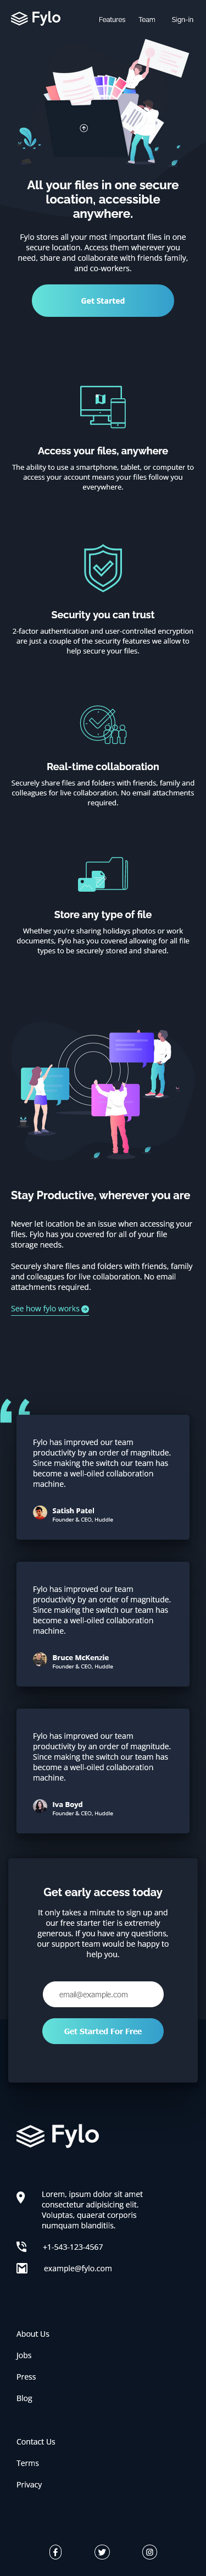 Fylo
Features Team Sign-in
All your files in one secure
location, accessible
anywhere.
Fylo stores all your most important files in one
secure location. Access them wherever you
need, share and collaborate with friends family,
and co-workers.
Get Started
Access your files, anywhere
The ability to use a smartphone, tablet, or computer to
access your account means your files follow you
everywhere.
Security you can trust
2-factor authentication and user-controlled encryption
are just a couple of the security features we allow to
help secure your files.
Real-time collaboration
Securely share files and folders with friends, family and
colleagues for live collaboration. No email attachments
required.
Store any type of file
Whether you're sharing holidays photos or work
documents, Fylo has you covered allowing for all file
types to be securely stored and shared.
Stay Productive, wherever you are
Never let location be an issue when accessing your
files. Fylo has you covered for all of your file
storage needs.
Securely share files and folders with friends, family
and colleagues for live collaboration. No email
attachments required.
See how fylo works
Fylo has improved our team
productivity by an order of magnitude.
Since making the switch our team has
become a well-oiled collaboration
machine.
Satish Patel
Founder & CEO, Huddle
Fylo has improved our team
productivity by an order of magnitude.
Since making the switch our team has
become a well-oiled collaboration
machine.
Bruce McKenzie
Founder & CEO, Huddle
Fylo has improved our team
productivity by an order of magnitude.
Since making the switch our team has
become a well-oiled collaboration
machine.
Iva Boyd
Founder & CEO, Huddle
Get early access today
It only takes a minute to sign up and
our free starter tier is extremely
generous. If you have any questions,
our support team would be happy to
help you.
email@example.com
Get Started For Free
Fylo
Lorem, ipsum dolor sit amet
consectetur adipisicing elit.
Voluptas, quaerat corporis
numquam blanditiis.
+1-543-123-4567
example@fylo.com
About Us
Jobs
Press
Blog
Contact Us
Terms
Privacy